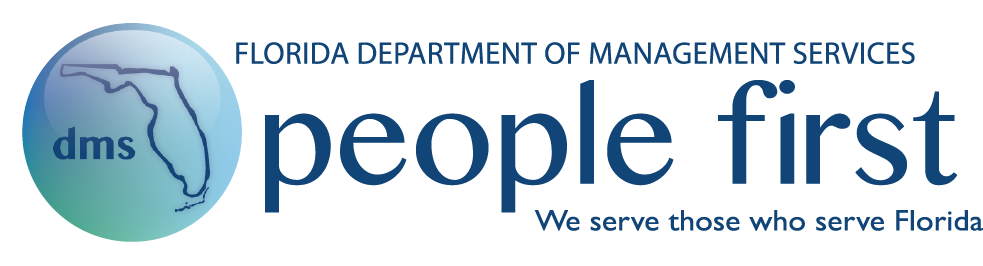 dms
FLORIDA DEPARTMENT OF MANAGEMENT SERVICES
people first
We serve those who serve Florida